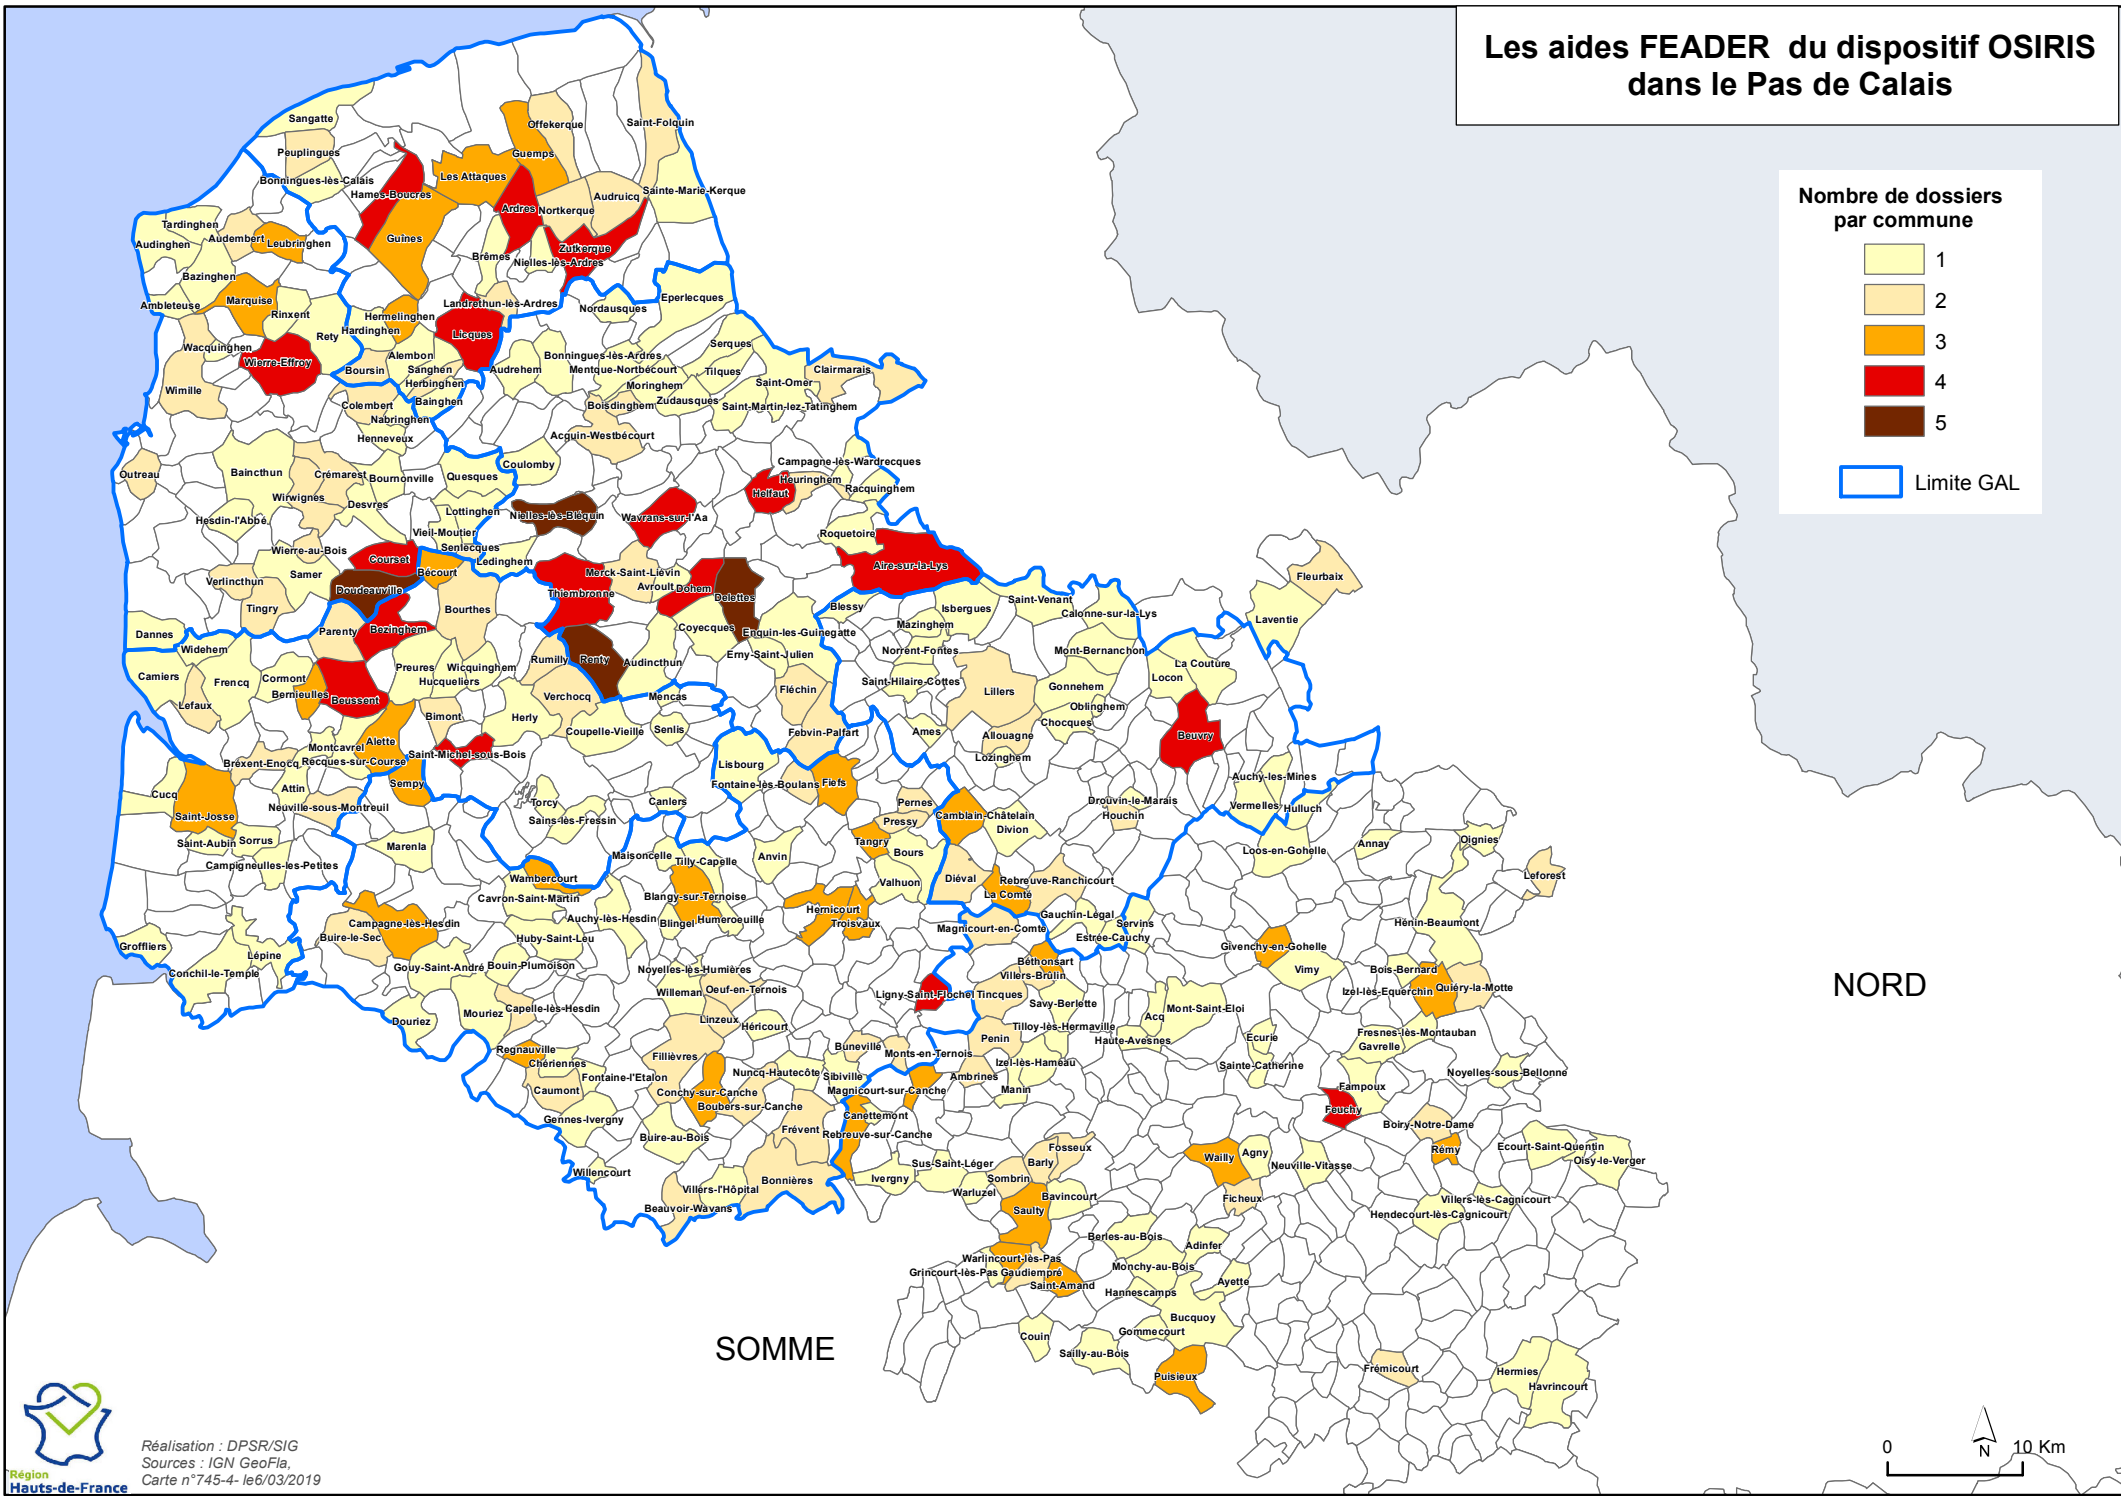 Les aides FEADER du dispositif OSIRIS
dans le Pas de Calais
Nombre de dossiers
par commune
1
2
3
4
5
Limite GAL
Sangatte
Peuplingues
Bonningues-lès-Calais
Hames-Boucres
Les Attaques
Guemps
Offekerque
Saint-Folquin
Sainte-Marie-Kerque
Audruicq
Nortkerque
Ardres
Guînes
Zutkerque
Nielles-lès-Ardres
Brêmes
Tardinghen
Audinghen
Audembert
Leubringhen
Bazinghen
Ambleteuse
Marquise
Rinxent
Rety
Hardinghen
Hermelinghen
Landrethun-lès-Ardres
Licques
Nordausques
Eperlecques
Wacquinghen
Wierre-Effroy
Wimille
Boursin
Alembon
Sanghen
Herbinghen
Bainghen
Audrehem
Bonningues-lès-Ardres
Mentque-Nortbécourt
Moringhem
Serques
Tilques
Saint-Omer
Clairmarais
Zudausques
Boisdinghem
Saint-Martin-lez-Tatinghem
Colembert
Nabringhen
Henneveux
Acquin-Westbécourt
Outreau
Baincthun
Crémarest
Bournonville
Quesques
Coulomby
Wirwignes
Desvres
Lottinghen
Hesdin-l'Abbé
Vieil-Moutier
Senlecques
Nielles-lès-Bléquin
Wavrans-sur-l'Aa
Helfaut
Heuringhem
Campagne-lès-Wardrecques
Racquinghem
Roquetoire
Aire-sur-la-Lys
Wierre-au-Bois
Samer
Courset
Bécourt
Ledinghem
Verlincthun
Tingry
Doudeauville
Bourthes
Thiembronne
Merck-Saint-Liévin
Avroult
Dohem
Delettes
Parenty
Bezinghem
Coyecques
Enquin-les-Guinegatte
Erny-Saint-Julien
Blessy
Dannes
Widehem
Camiers
Frencq
Cormont
Bernieulles
Beussent
Preures
Hucqueliers
Wicquinghem
Rumilly
Renty
Audincthun
Verchocq
Mencas
Lefaux
Bimont
Herly
Coupelle-Vieille
Senlis
Fléchin
Febvin-Palfart
Alette
Montcavrel
Recques-sur-Course
Saint-Michel-sous-Bois
Bréxent-Enocq
Sempy
Attin
Cucq
Saint-Josse
Neuville-sous-Montreuil
Torcy
Sains-lès-Fressin
Canlers
Lisbourg
Fontaine-lès-Boulans
Fiefs
Saint-Aubin
Sorrus
Campigneulles-les-Petites
Marenla
Maisoncelle
Tilly-Capelle
Anvin
Tangry
Bours
Pernes
Pressy
Valhuon
Wambercourt
Cavron-Saint-Martin
Blangy-sur-Ternoise
Auchy-lès-Hesdin
Blingel
Humeroeuille
Hernicourt
Troisvaux
Campagne-lès-Hesdin
Buire-le-Sec
Huby-Saint-Leu
Gouy-Saint-André
Bouin-Plumoison
Groffliers
Lépine
Conchil-le-Temple
Noyelles-lès-Humières
Willeman
Oeuf-en-Ternois
Linzeux
Héricourt
Douriez
Mouriez
Capelle-lès-Hesdin
Regnauville
Chériennes
Caumont
Fontaine-l'Etalon
Fillièvres
Conchy-sur-Canche
Boubers-sur-Canche
Nuncq-Hautecôte
Sibiville
Buneville
Monts-en-Ternois
Magnicourt-sur-Canche
Gennes-Ivergny
Buire-au-Bois
Frévent
Canettemont
Rebreuve-sur-Canche
Willencourt
Villers-l'Hôpital
Bonnières
Beauvoir-Wavans
Isbergues
Mazinghem
Norrent-Fontes
Saint-Hilaire-Cottes
Saint-Venant
Calonne-sur-la-Lys
Mont-Bernanchon
Lillers
Gonnehem
Oblinghem
Chocques
Allouagne
Lozinghem
Ames
La Couture
Locon
Beuvry
Laventie
Fleurbaix
Auchy-les-Mines
Vermelles
Hulluch
Drouvin-le-Marais
Houchin
Camblain-Châtelain
Divion
Diéval
La Comté
Rebreuve-Ranchicourt
Gauchin-Légal
Servins
Estrée-Cauchy
Magnicourt-en-Comte
Béthonsart
Villers-Brûlin
Ligny-Saint-Flochel
Tincques
Savy-Berlette
Tilloy-lès-Hermaville
Penin
Izel-lès-Hameau
Ambrines
Manin
Haute-Avesnes
Acq
Mont-Saint-Eloi
Ecurie
Sainte-Catherine
Loos-en-Gohelle
Annay
Oignies
Leforest
Hénin-Beaumont
Givenchy-en-Gohelle
Vimy
Bois-Bernard
Izel-lès-Equerchin
Quiéry-la-Motte
Fresnes-lès-Montauban
Gavrelle
Noyelles-sous-Bellonne
Fampoux
Feuchy
Boiry-Notre-Dame
Rémy
Ecourt-Saint-Quentin
Oisy-le-Verger
Villers-lès-Cagnicourt
Hendecourt-lès-Cagnicourt
Wailly
Agny
Neuville-Vitasse
Ficheux
Fosseux
Barly
Sus-Saint-Léger
Sombrin
Ivergny
Warluzel
Bavincourt
Saulty
Berles-au-Bois
Adinfer
Monchy-au-Bois
Ayette
Hannescamps
Warlincourt-lès-Pas
Grincourt-lès-Pas
Gaudiempré
Saint-Amand
Bucquoy
Gommecourt
Couin
Sailly-au-Bois
Puisieux
Frémicourt
Hermies
Havrincourt
NORD
SOMME
Région
Hauts-de-France
Réalisation : DPSR/SIG
Sources : IGN GeoFla,
Carte n°745-4- le6/03/2019
N
0 10 Km